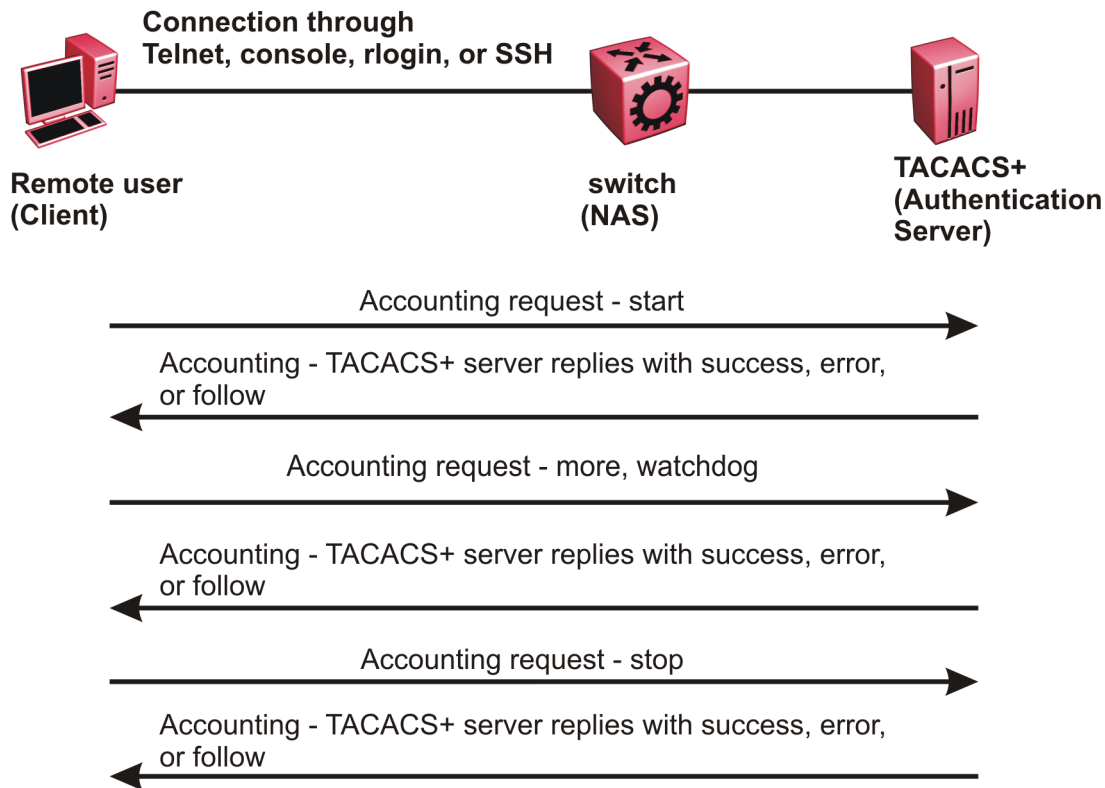 Connection through
Telnet, console, rlogin, or SSH
Remote user
(Client)
switch
(NAS)
TACACS+
(Authentication
Server)
Accounting request - start
Accounting - TACACS+ server replies with success, error,
or follow
Accounting request - more, watchdog
Accounting - TACACS+ server replies with success, error,
or follow
Accounting request - stop
Accounting - TACACS+ server replies with success, error,
or follow